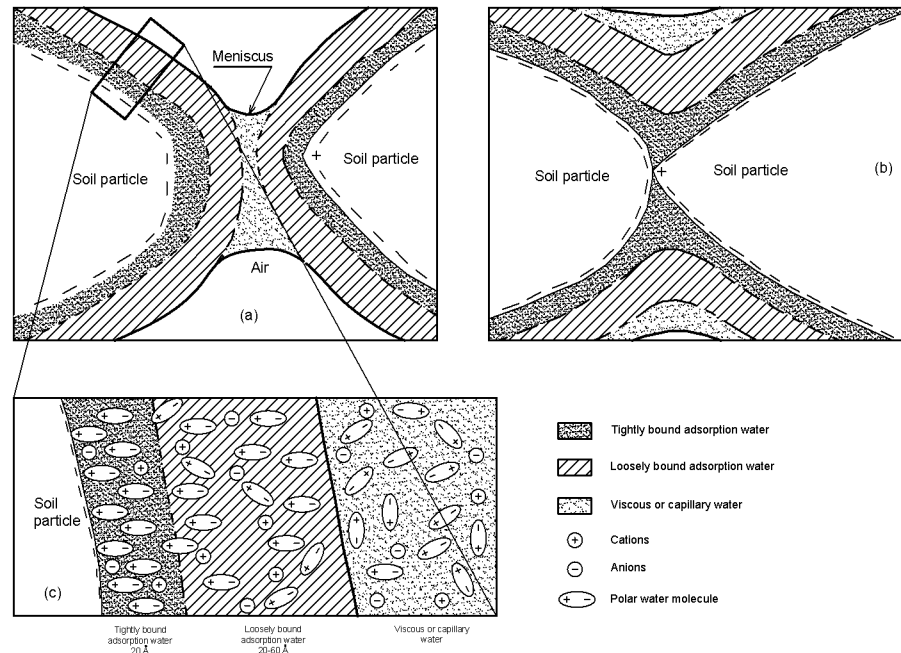 Meniscus
Soil particle
+
Soil particle
Air
(a)
Soil particle
+
Soil particle
(b)
Soil
particle
(c)
Tightly bound
adsorption water
20 Å
Loosely bound
adsorption water
20-60Å
Viscous or capillary
water
Tightly bound adsorption water
Loosely bound adsorption water
Viscous or capillary water
+ Cations
− Anions
+ − Polar water molecule